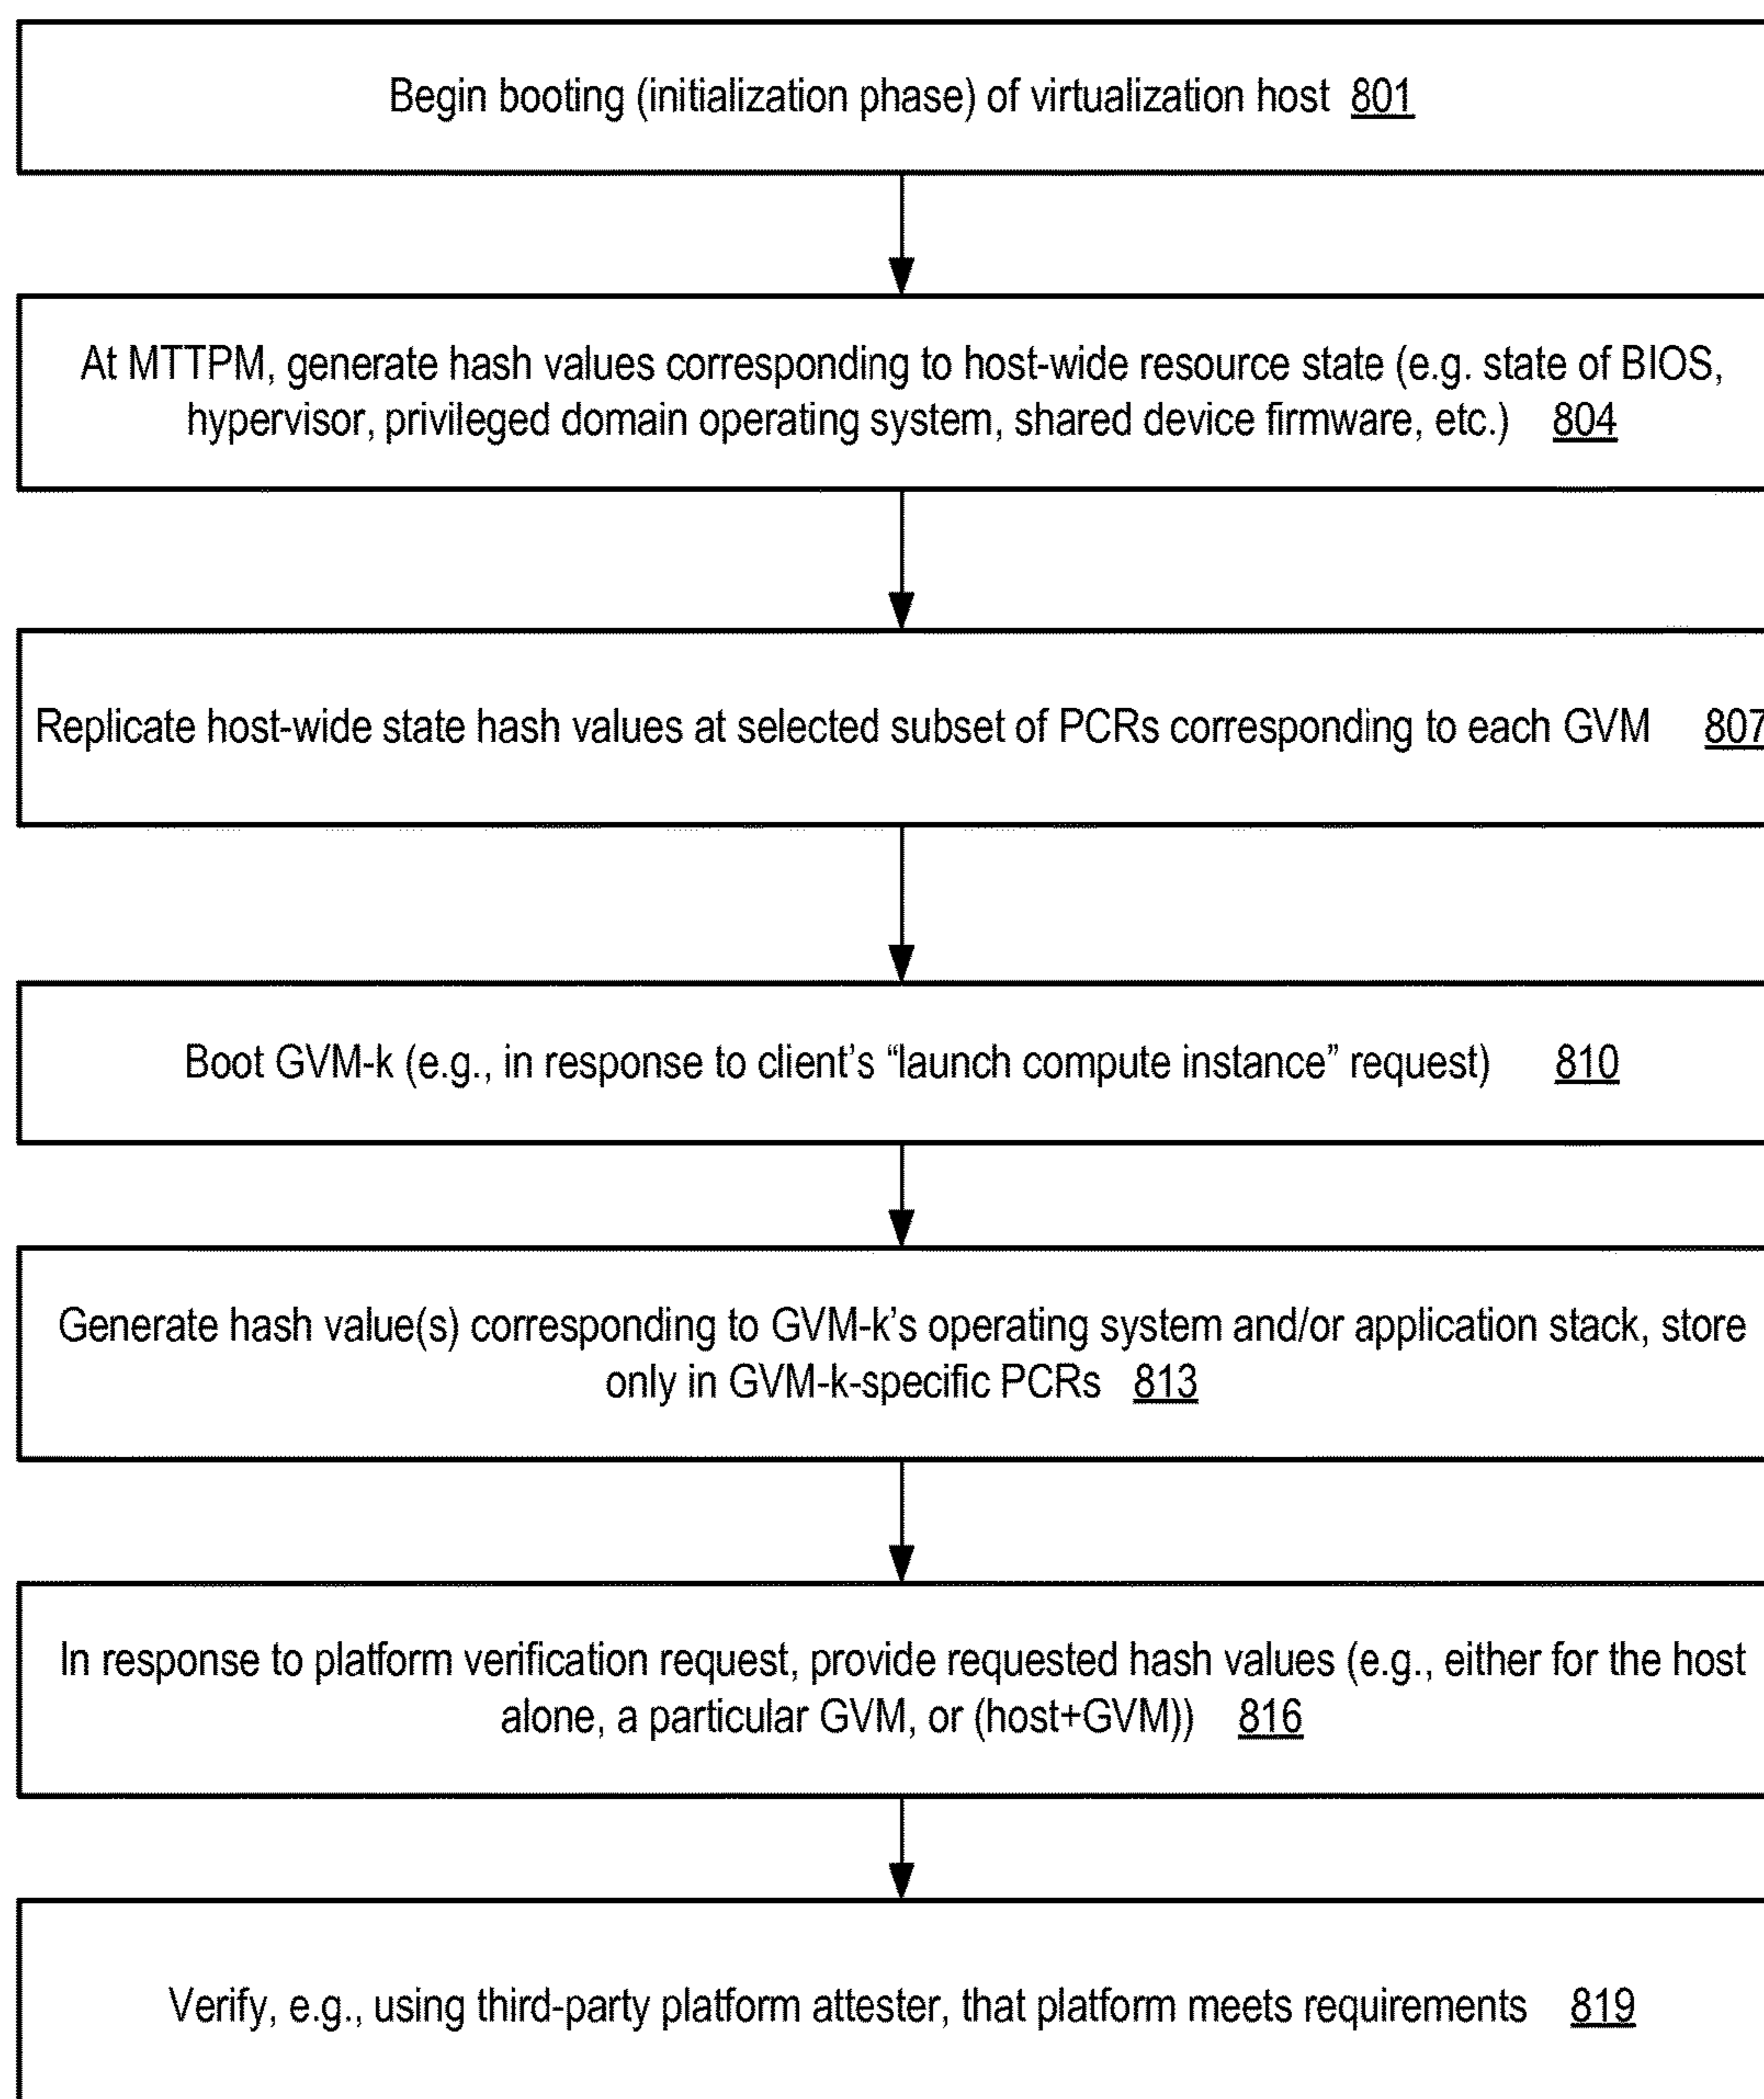 Begin booting (initialization phase) of virtualization host 801
At MTTPM, generate hash values corresponding to host-wide resource state (e.g. state of BIOS,
hypervisor, privileged domain operating system, shared device firmware, etc.) 804
Replicate host-wide state hash values at selected subset of PCRs corresponding to each GVM 807
Boot GVM-k (e.g., in response to client’s “launch compute instance” request) 810
Generate hash value(s) corresponding to GVM-k’s operating system and/or application stack, store
only in GVM-k-specific PCRs 813
In response to platform verification request, provide requested hash values (e.g., either for the host
alone, a particular GVM, or (host+GVM)) 816
Verify, e.g., using third-party platform attester, that platform meets requirements 819